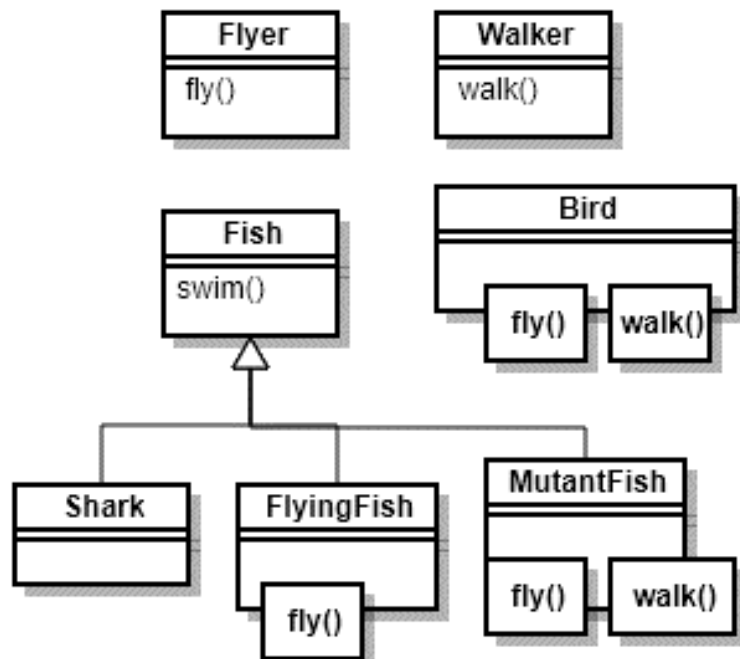 Flyer
fly()
Walker
walk()
Fish
swim()
Bird
fly()
walk()
Shark
FlyingFish
fly()
MutantFish
fly()
walk()